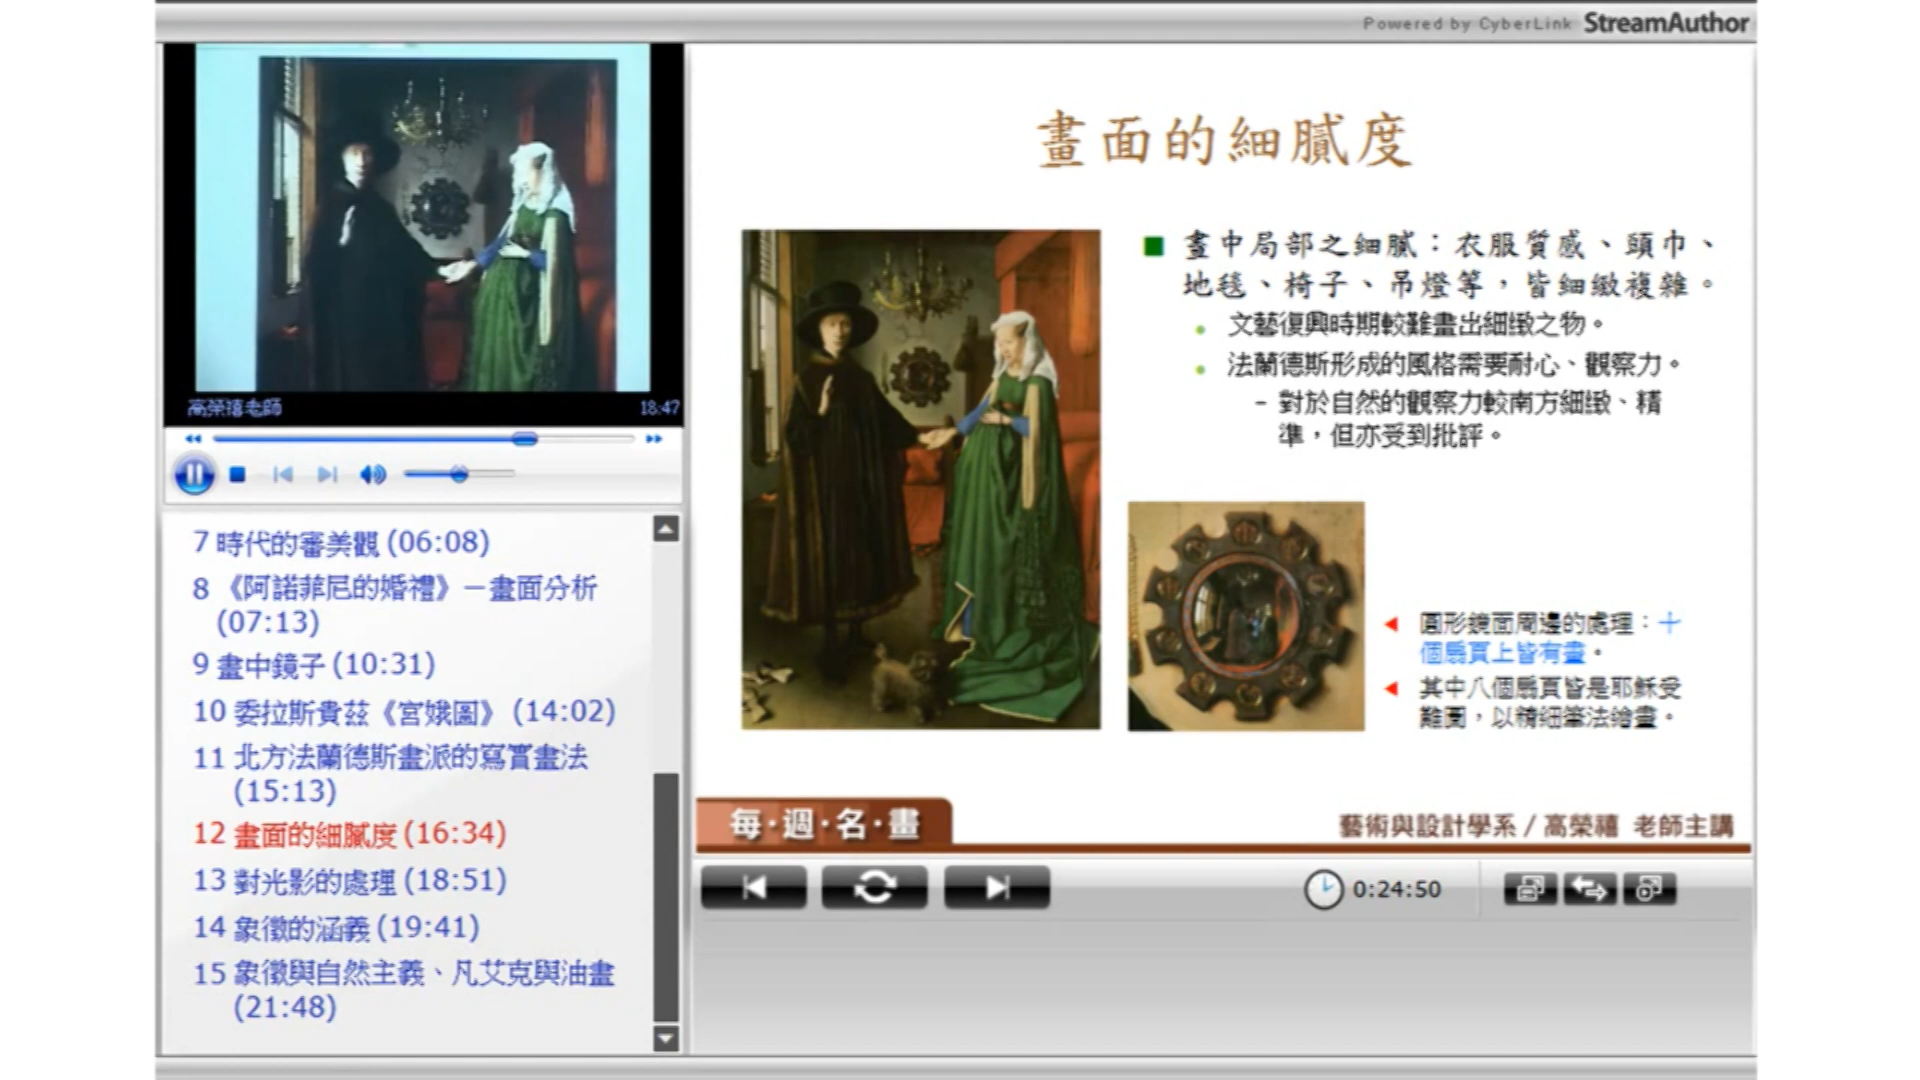 Powered by CyberLink StreamAuthor
高榮禧老師 18:47
7 時代的審美觀 (06:08)
8 《阿諾菲尼的婚禮》－畫面分析
(07:13)
9 畫中鏡子 (10:31)
10 委拉斯貴茲《宮娥圖》 (14:02)
11 北方法蘭德斯畫派的寫實畫法
(15:13)
12 畫面的細膩度 (16:34)
13 對光影的處理 (18:51)
14 象徵的涵義 (19:41)
15 象徵與自然主義、凡艾克與油畫
(21:48)
畫面的細膩度
畫中局部之細膩：衣服質感、頭巾、
地毯、椅子、吊燈等，皆細緻複雜。
文藝復興時期較難畫出細緻之物。
法蘭德斯形成的風格需要耐心、觀察力。
- 對於自然的觀察力較南方細緻、精
準，但亦受到批評。
圓形鏡面周邊的處理：十
個扇頁上皆有畫。
其中八個扇頁皆是耶穌受
難圖，以精細筆法繪畫。
每·週·名·畫
藝術與設計學系 / 高榮禧 老師主講
0:24:50